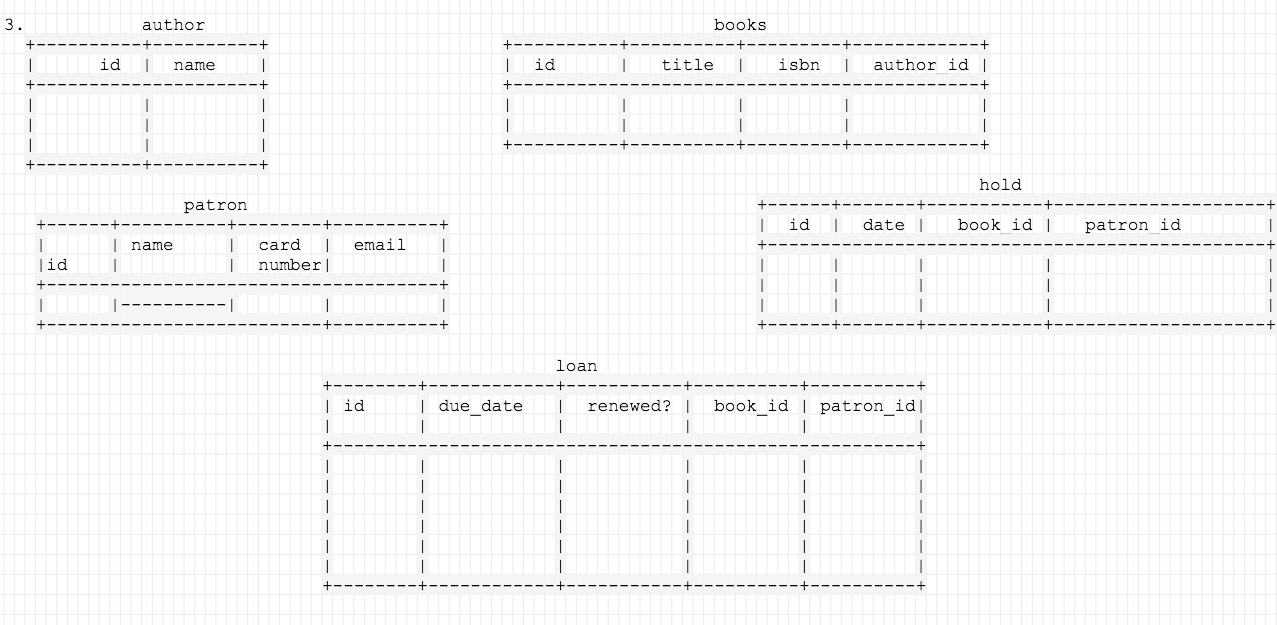 3. author
books
id | name
id | title | isbn | author_id
patron
| name | card | email
|id | | number|
hold
id | date | book_id | patron_id
loan
id | due_date | renewed? | book_id | patron_id|